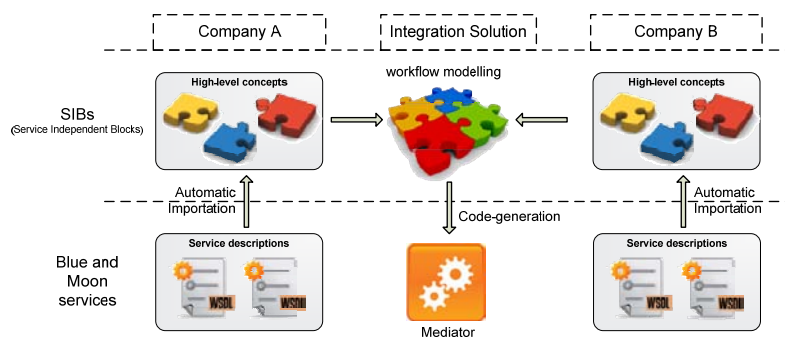 Company A
Integration Solution
Company B
High-level concepts
workflow modelling
High-level concepts
SIBs
(Service Independent Blocks)
Automatic
Importation
Code-generation
Automatic
Importation
Service descriptions
Service descriptions
Blue and
Moon
services
WSDL
WSDL
WSDL
WSDL
Mediator